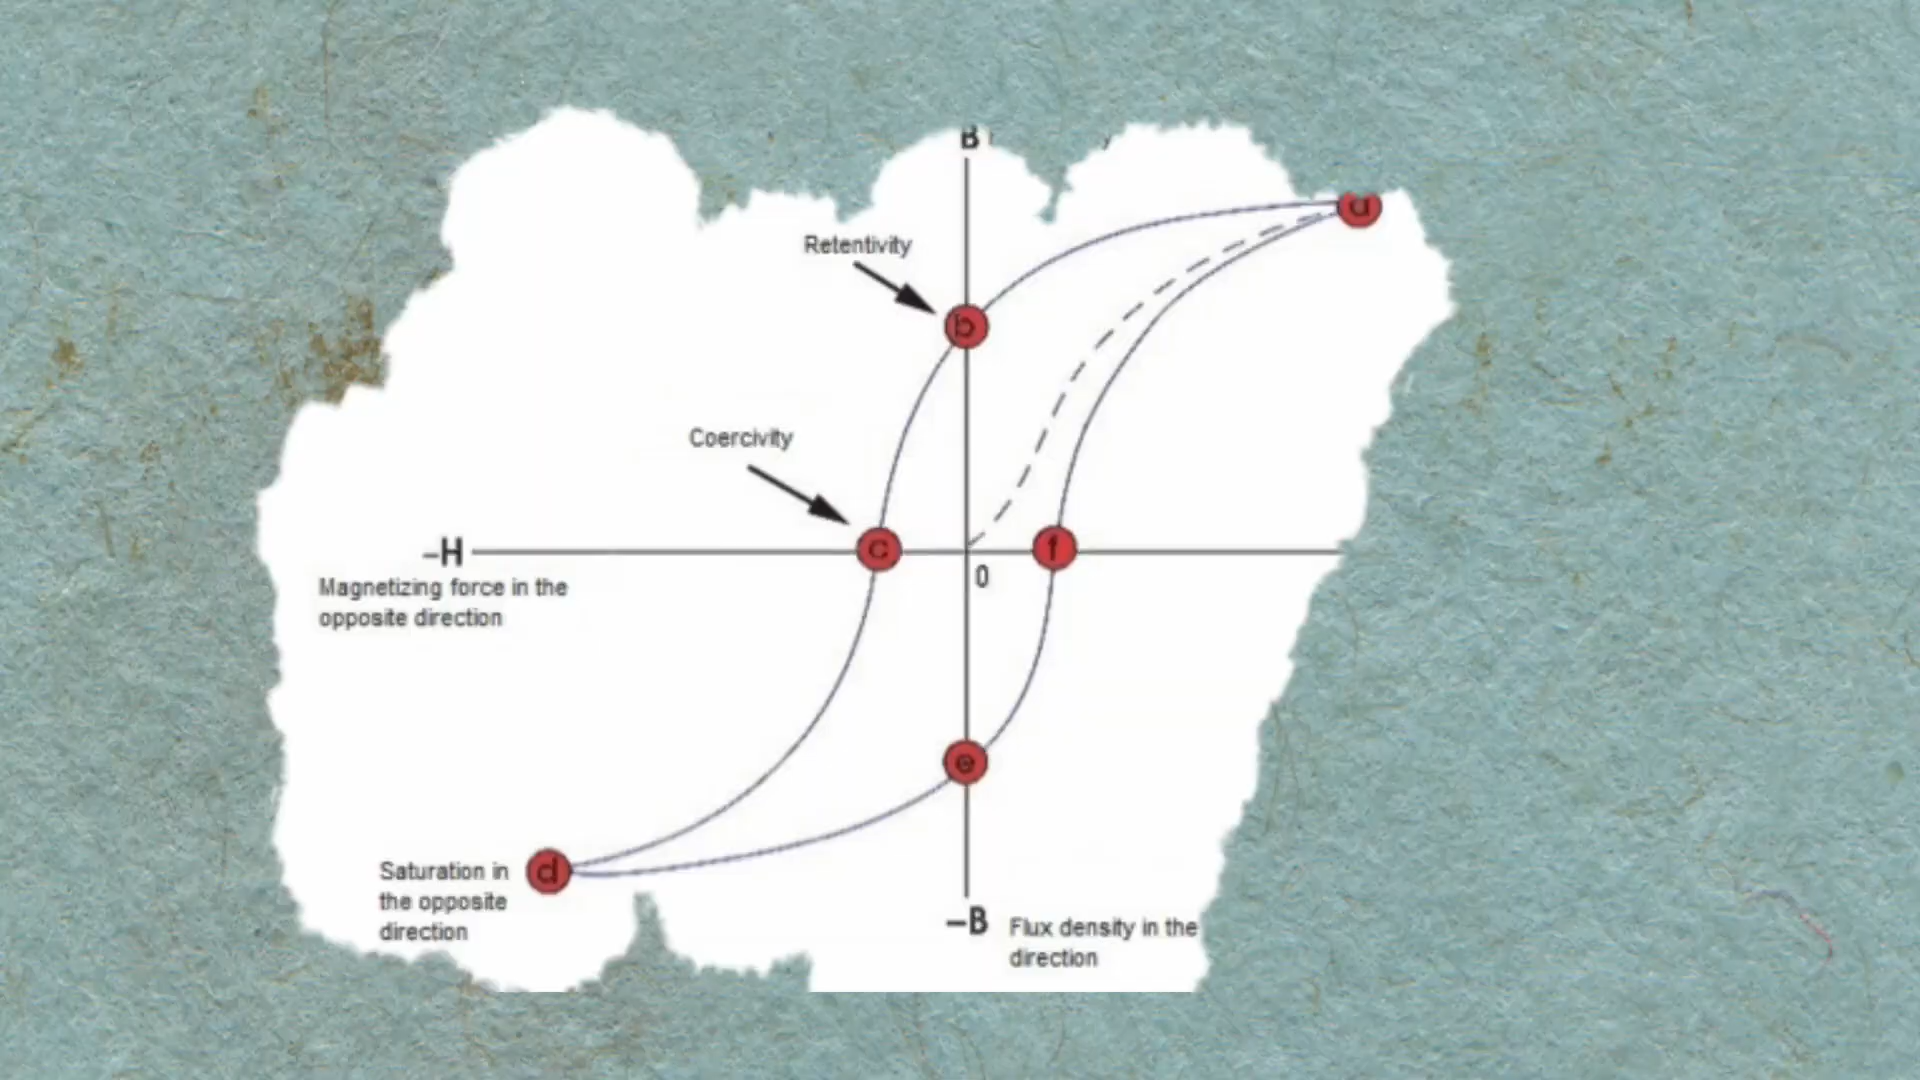 B
a
Retentivity
b
Coercivity
c
f
–H
0
Magnetizing force in the
opposite direction
e
d
Saturation in
the opposite
direction
–B
Flux density in the
direction